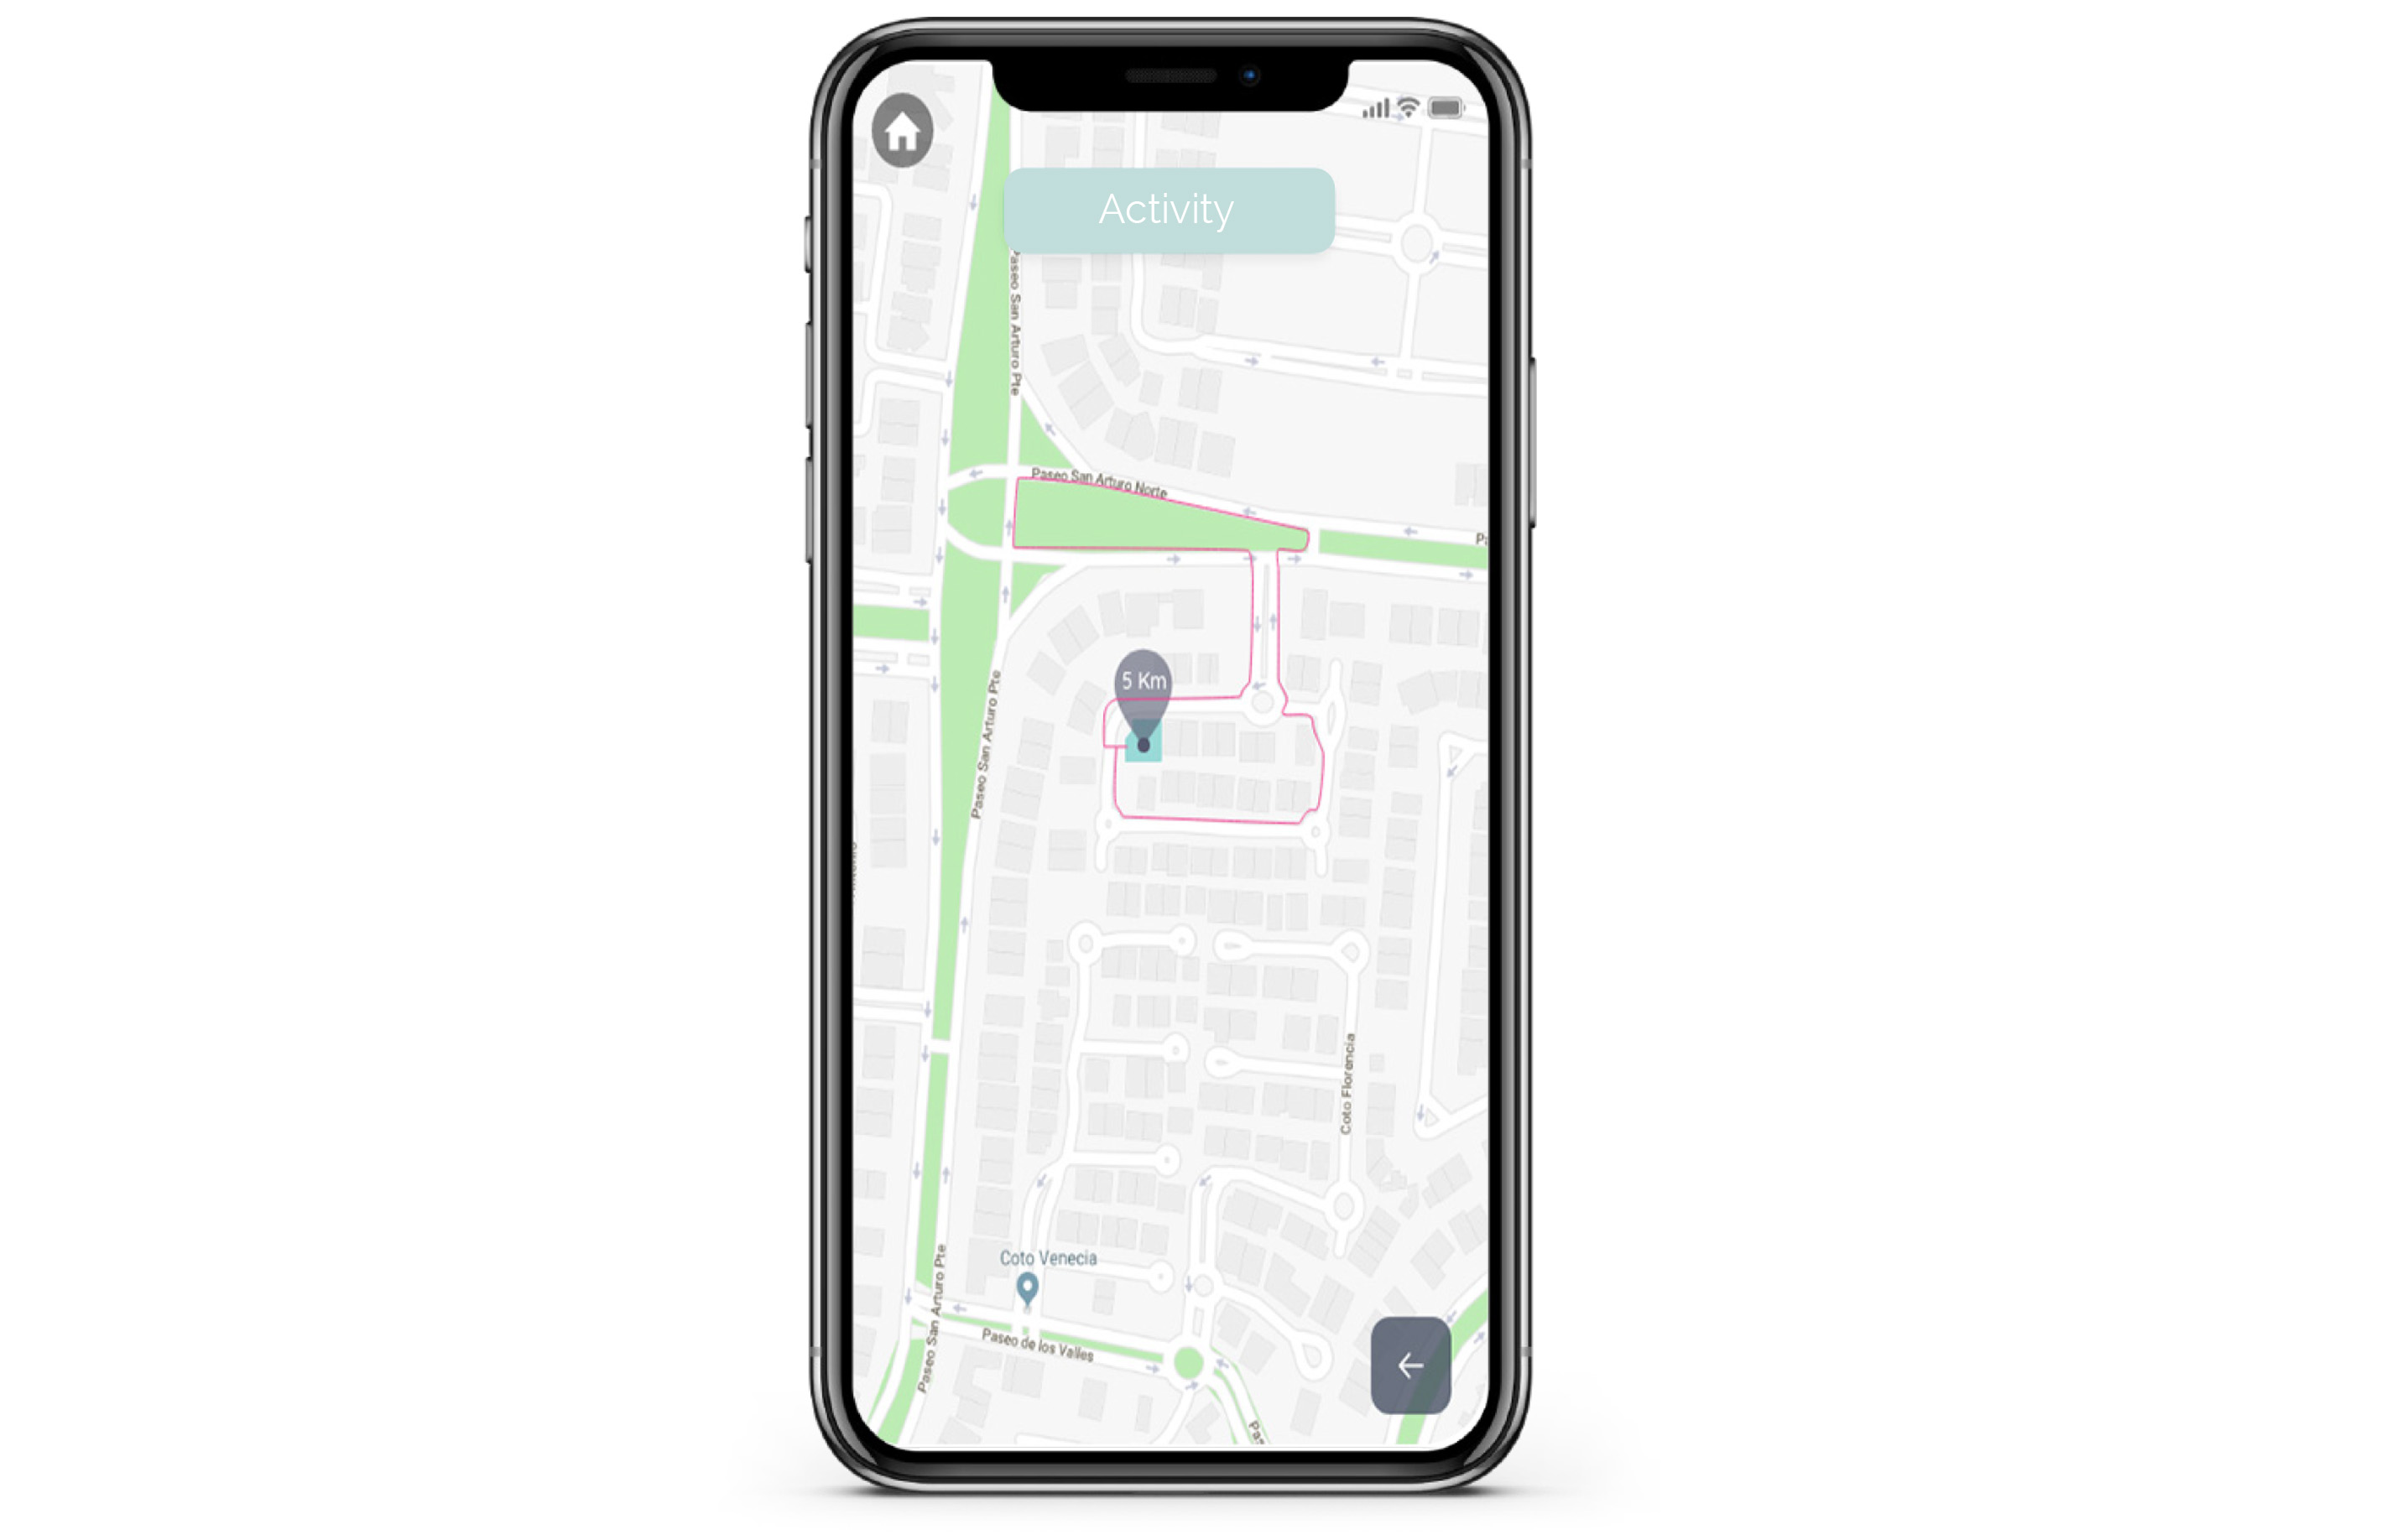 Activity
Paseo San Arturo Pte
Paseo San Arturo Norte
5 Km
Paseo San Arturo Pte
Coto Florencia
Coto Venecia
Paseo San Arturo Pte
Paseo de los Valles